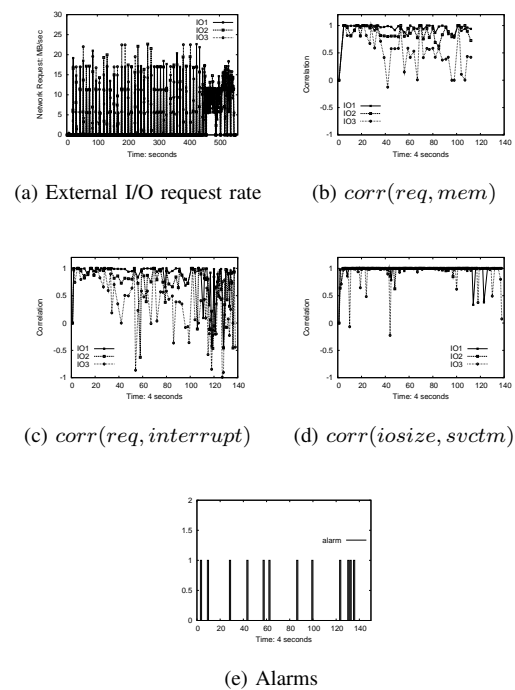 30
25
20
15
10
5
0
Network Request: MB/sec
IO1
IO2
IO3
0 100 200 300 400 500
Time: seconds
(a) External I/O request rate
1
0.5
0
-0.5
-1
Correlation
IO1
IO2
IO3
0 20 40 60 80 100 120 140
Time: 4 seconds
(b) corr(req, mem)
1
0.5
0
-0.5
-1
Correlation
IO1
IO2
IO3
0 20 40 60 80 100 120 140
Time: 4 seconds
(c) corr(req, interrupt)
1
0.5
0
-0.5
-1
Correlation
IO1
IO2
IO3
0 20 40 60 80 100 120 140
Time: 4 seconds
(d) corr(iosize, svctm)
2
1.5
1
0.5
0
alarm
0 20 40 60 80 100 120 140
Time: 4 seconds
(e) Alarms